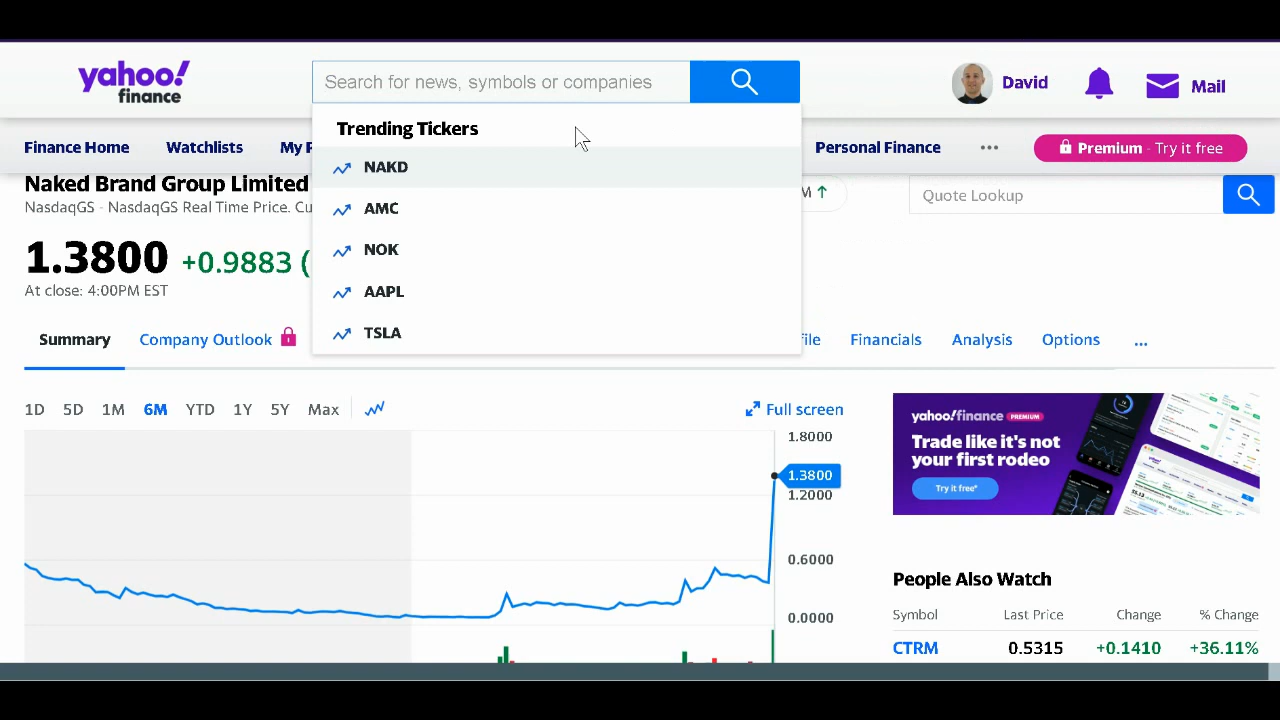 yahoo!
finance
Search for news, symbols or companies
David
Mail
Trending Tickers
NAKD
AMC
NOK
AAPL
TSLA
Finance Home
Watchlists
My
Personal Finance
Premium - Try it free
Naked Brand Group Limited
NasdaqGS - NasdaqGS Real Time Price. Cu
M
Quote Lookup
1.3800 +0.9883 (
At close: 4:00PM EST
Summary
Company Outlook
file
Financials
Analysis
Options
...
1D 5D 1M 6M YTD 1Y 5Y Max
Full screen
1.8000
1.3800
1.2000
0.6000
0.0000
yahoo!finance PREMIUM
Trade like it's not
your first rodeo
Try it free*
People Also Watch
Symbol Last Price Change % Change
CTRM 0.5315 +0.1410 +36.11%